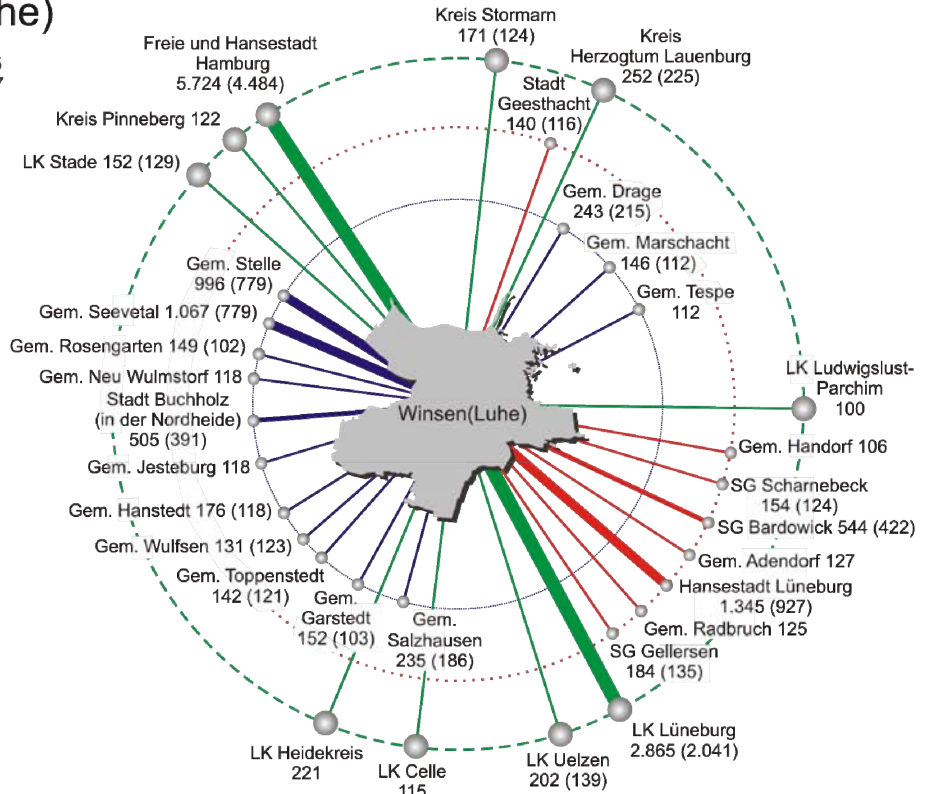 he)
Kreis Stormarn
171 (124)
Kreis
Herzogtum Lauenburg
252 (225)
Freie und Hansestadt
Hamburg
5.724 (4.484)
Stadt
Geesthacht
140 (116)
Kreis Pinneberg 122
LK Stade 152 (129)
Gem. Drage
243 (215)
Gem. Marschacht
146 (112)
Gem. Tespe
112
Gem. Stelle
996 (779)
Gem. Seevetal 1.067 (779)
Gem. Rosengarten 149 (102)
Gem. Neu Wulmstorf 118
Stadt Buchholz
(in der Nordheide)
505 (391)
Gem. Jesteburg 118
Gem. Hanstedt 176 (118)
Gem. Wulfsen 131 (123)
Gem. Toppenstedt
142 (121)
Gem.
Garstedt
152 (103)
Gem.
Salzhausen
235 (186)
Winsen(Luhe)
LK Ludwigslust-
Parchim
100
Gem. Handorf 106
SG Scharnebeck
154 (124)
SG Bardowick 544 (422)
Gem. Adendorf 127
Hansestadt Lüneburg
1.345 (927)
Gem. Radbruch 125
SG Gellersen
184 (135)
LK Lüneburg
2.865 (2.041)
LK Uelzen
202 (139)
LK Celle
115
LK Heidekreis
221